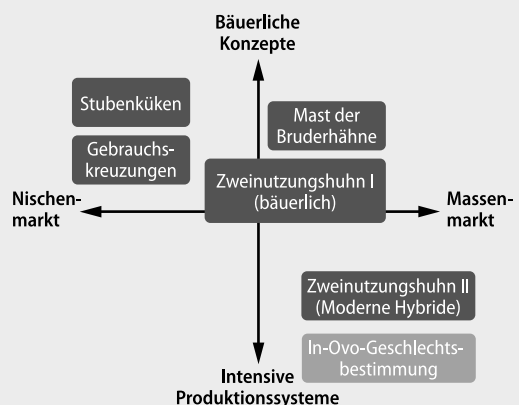 Bäuerliche
Konzepte
Stubenküken
Mast der
Bruderhähne
Gebrauchs-
kreuzungen
Zweinutzungshuhn I
(bäuerlich)
Nischen-
markt
Massen-
markt
Zweinutzungshuhn II
(Moderne Hybride)
In-Ovo-Geschlechts-
bestimmung
Intensive
Produktionssysteme